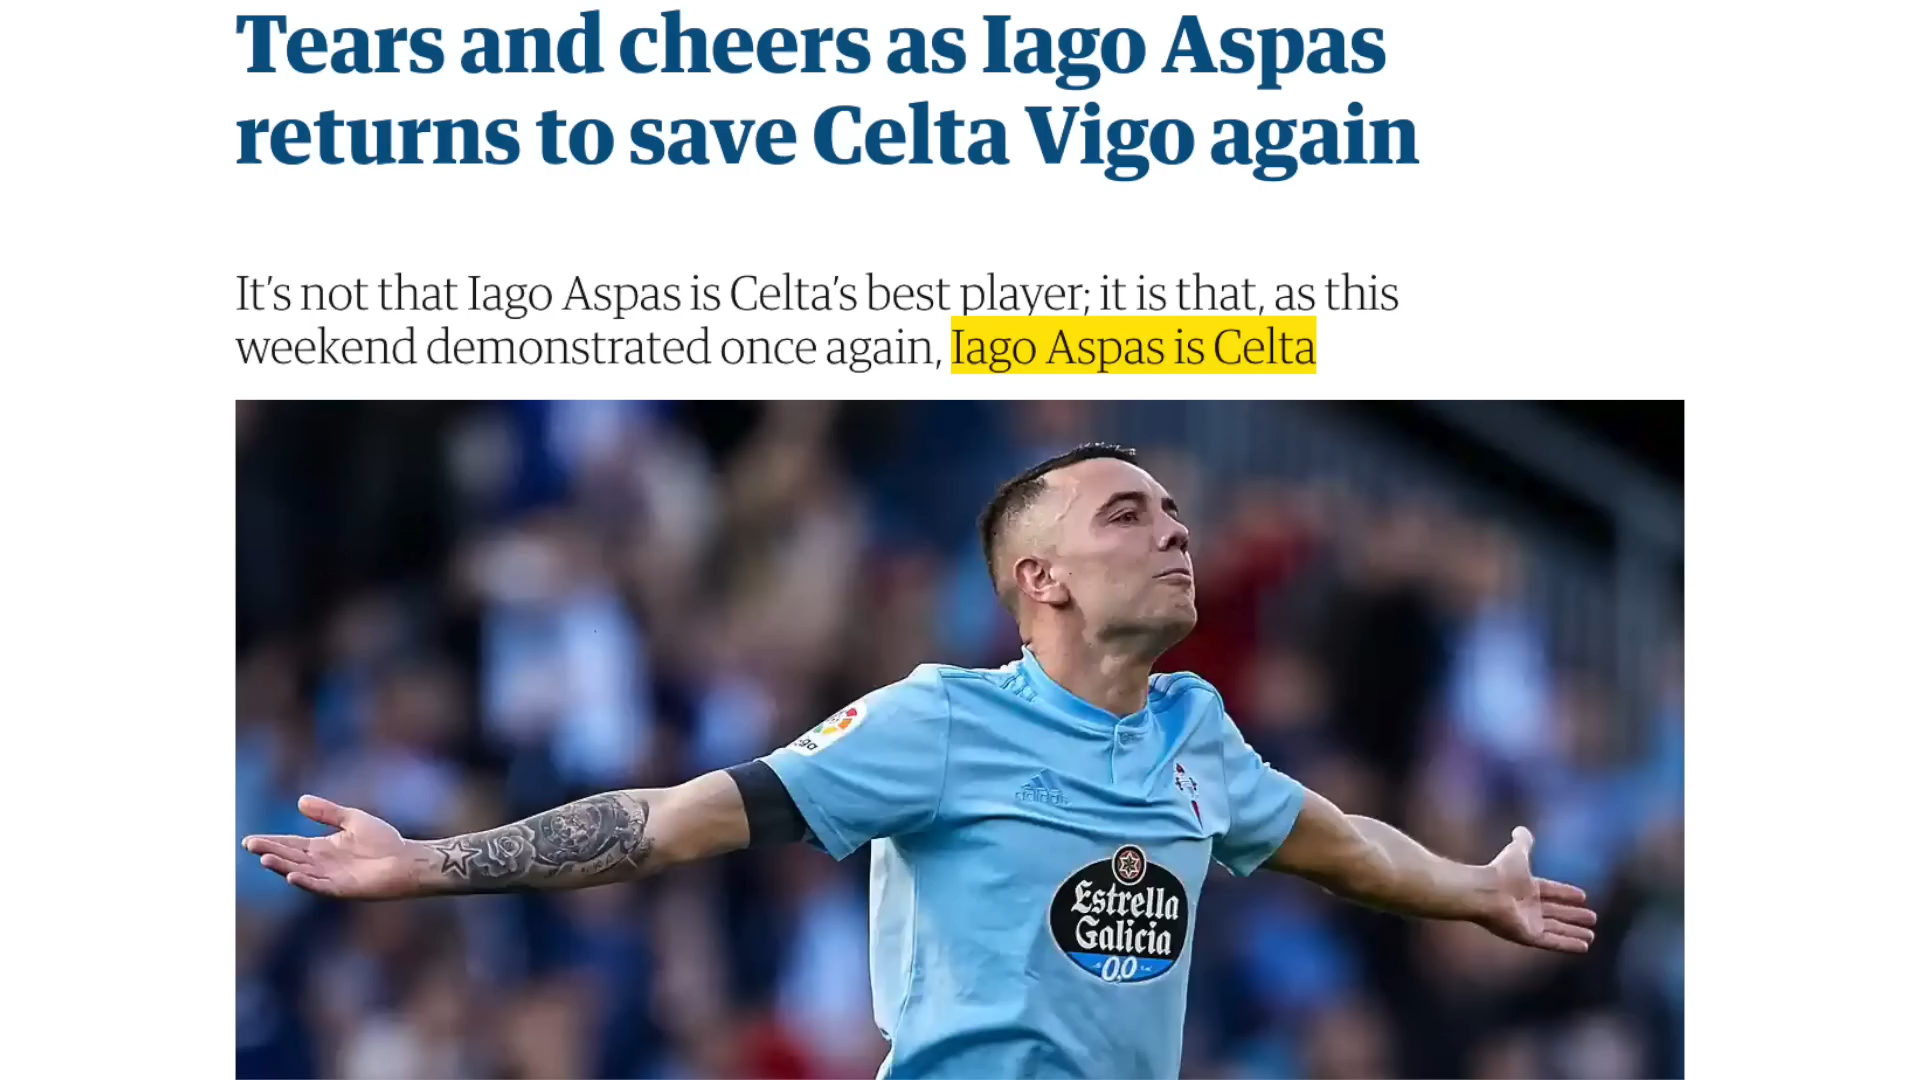 Tears and cheers as Iago Aspas
returns to save Celta Vigo again
It’s not that Iago Aspas is Celta’s best player; it is that, as this
weekend demonstrated once again, Iago Aspas is Celta
adidas
Estrella
Galicia
0,0